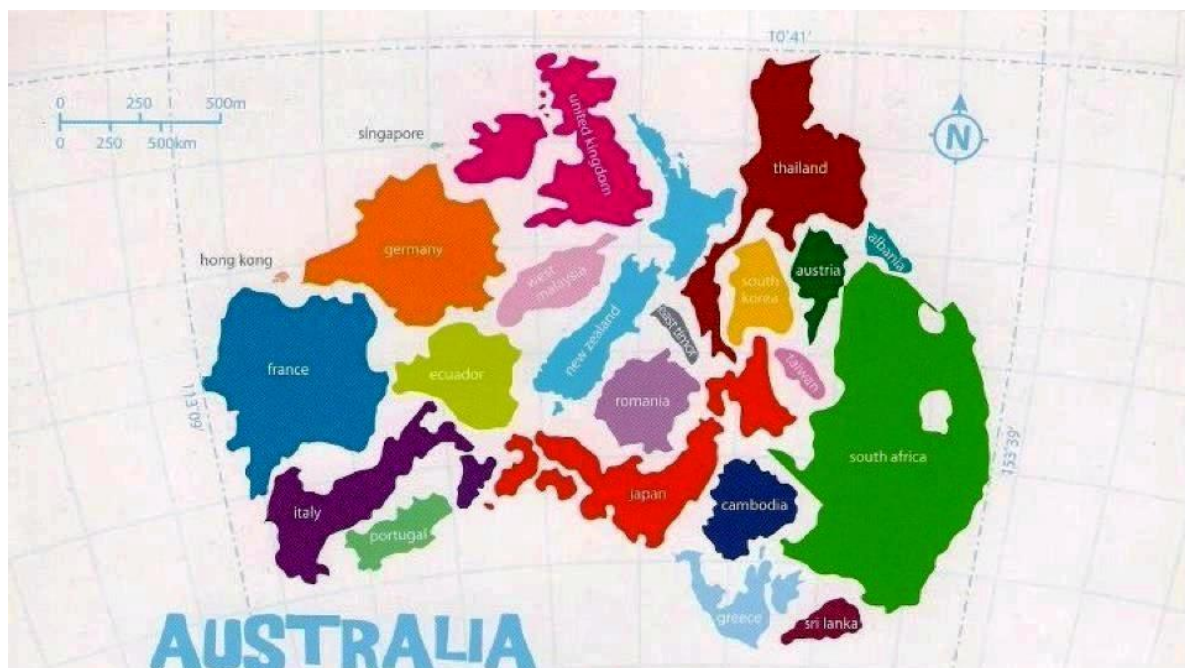 10°41'
0 250 500m
0 250 500km
N
singapore
united kingdom
thailand
germany
hong kong
west malaysia
south korea
austria
albania
france
ecuador
new zealand
east timor
taiwan
romania
113°09'
153°39'
south africa
italy
portugal
japan
cambodia
greece
sri lanka
AUSTRALIA